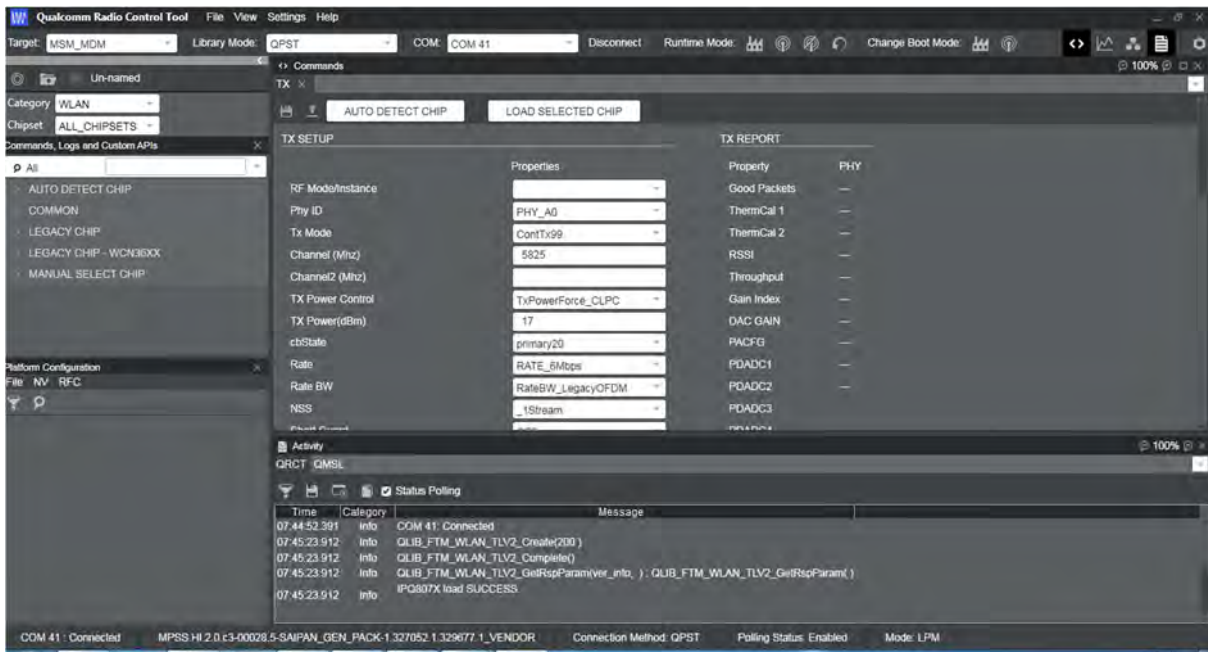 Qualcomm Radio Control Tool File View Settings Help
Target: MSM_MDM Library Mode: QPST COM: COM 41 Disconnect Runtime Mode: Change Boot Mode:
Un-named
Category WLAN
Chipset ALL_CHIPSETS
Commands, Logs and Custom APIs
All
AUTO DETECT CHIP
COMMON
LEGACY CHIP
LEGACY CHIP - WCN36XX
MANUAL SELECT CHIP
Platform Configuration
File NV RFC
Commands 100%
TX
AUTO DETECT CHIP LOAD SELECTED CHIP
TX SETUP TX REPORT
Properties Property PHY
RF Mode/Instance Good Packets —
Phy ID PHY_A0 ThermCal 1 —
Tx Mode ContTx99 ThermCal 2 —
Channel (Mhz) 5825 RSSI —
Channel2 (Mhz) Throughput —
TX Power Control TxPowerForce_CLPC Gain Index —
TX Power(dBm) 17 DAC GAIN —
cbState primary20 PACFG —
Rate RATE_6Mbps PDADC1 —
Rate BW RateBW_LegacyOFDM PDADC2 —
NSS _1Stream PDADC3
Activity 100%
QRCT QMSL
Status Polling
Time Category Message
07:44:52.391 Info COM 41: Connected
07:45:23.912 Info QLIB_FTM_WLAN_TLV2_Create(200 )
07:45:23.912 Info QLIB_FTM_WLAN_TLV2_Complete()
07:45:23.912 Info QLIB_FTM_WLAN_TLV2_GetRspParam(ver_info, ) : QLIB_FTM_WLAN_TLV2_GetRspParam( )
07:45:23.912 Info IPQ807X load SUCCESS.
COM 41 : Connected MPSS.HI.2.0.c3-00028.5-SAIPAN_GEN_PACK-1.327052.1.329677.1_VENDOR Connection Method: QPST Polling Status: Enabled Mode: LPM